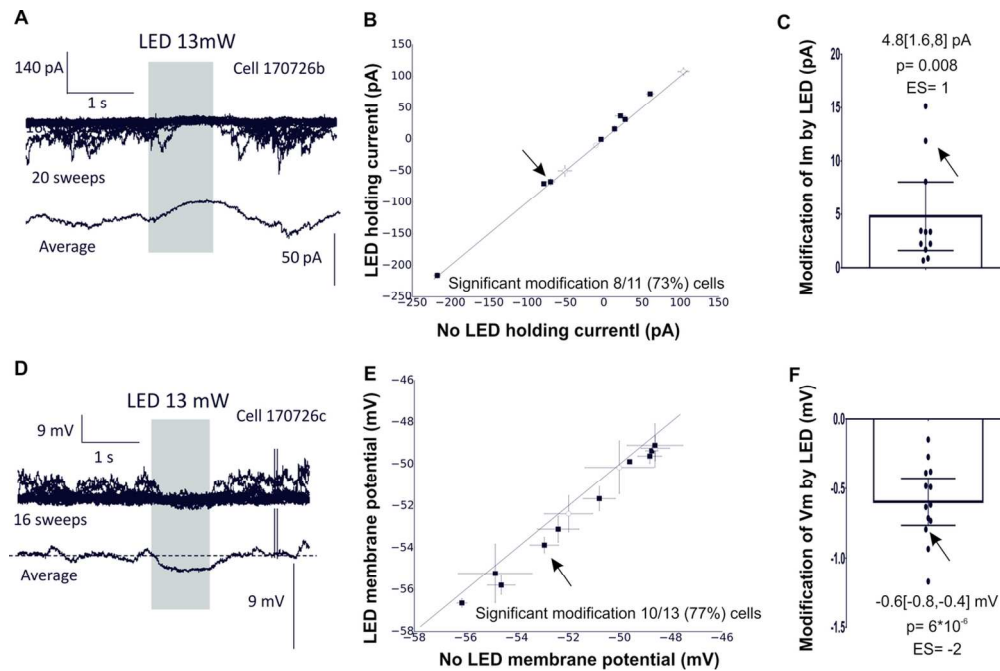 A
LED 13mW
140 pA
1 s
Cell 170726b
20 sweeps
Average
50 pA
B
LED holding currentl (pA)
150
100
50
0
−50
−100
−150
−200
−250
−250
−200
−150
−100
−50
0
50
100
150
Significant modification 8/11 (73%) cells
No LED holding currentl (pA)
C
4.8[1.6,8] pA
p= 0.008
ES= 1
Modification of Im by LED (pA)
20
15
10
5
0
D
LED 13 mW
9 mV
1 s
Cell 170726c
16 sweeps
Average
9 mV
E
LED membrane potential (mV)
−46
−48
−50
−52
−54
−56
−58
−58
−56
−54
−52
−50
−48
−46
Significant modification 10/13 (77%) cells
No LED membrane potential (mV)
F
Modification of Vm by LED (mV)
0.0
-0.5
-1.0
-1.5
-0.6[-0.8,-0.4] mV
p= 6*10⁻⁶
ES= -2